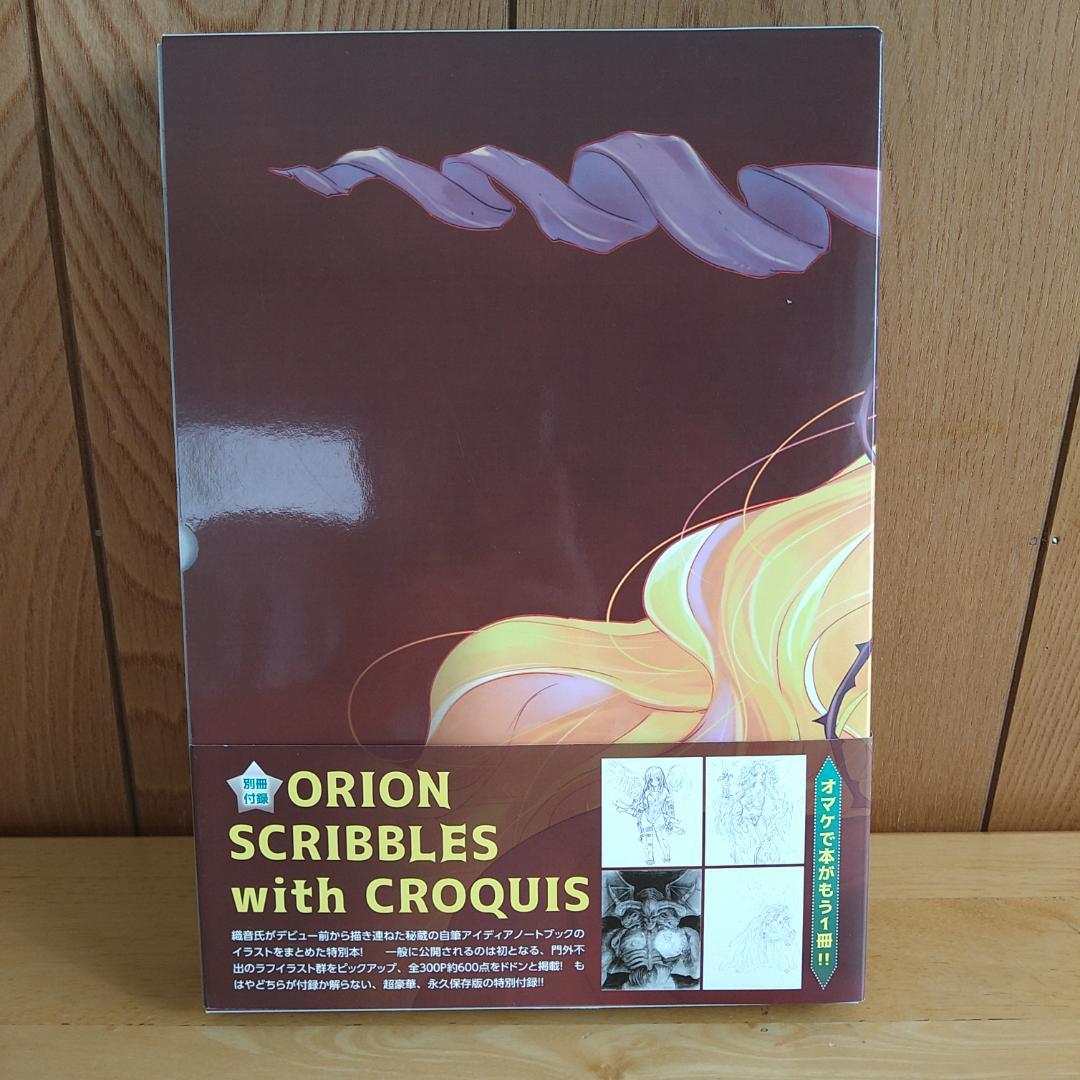 別冊
付録
ORION
SCRIBBLES
with CROQUIS
織音氏がデビュー前から描き連ねた秘蔵の自筆アイディアノートブックの
イラストをまとめた特別本!　一般に公開されるのは初となる、門外不
出のラフイラスト群をピックアップ、全300P約600点をドドンと掲載!　も
はやどちらが付録か解らない、超豪華、永久保存版の特別付録!!
オマケで本がもう1冊!!